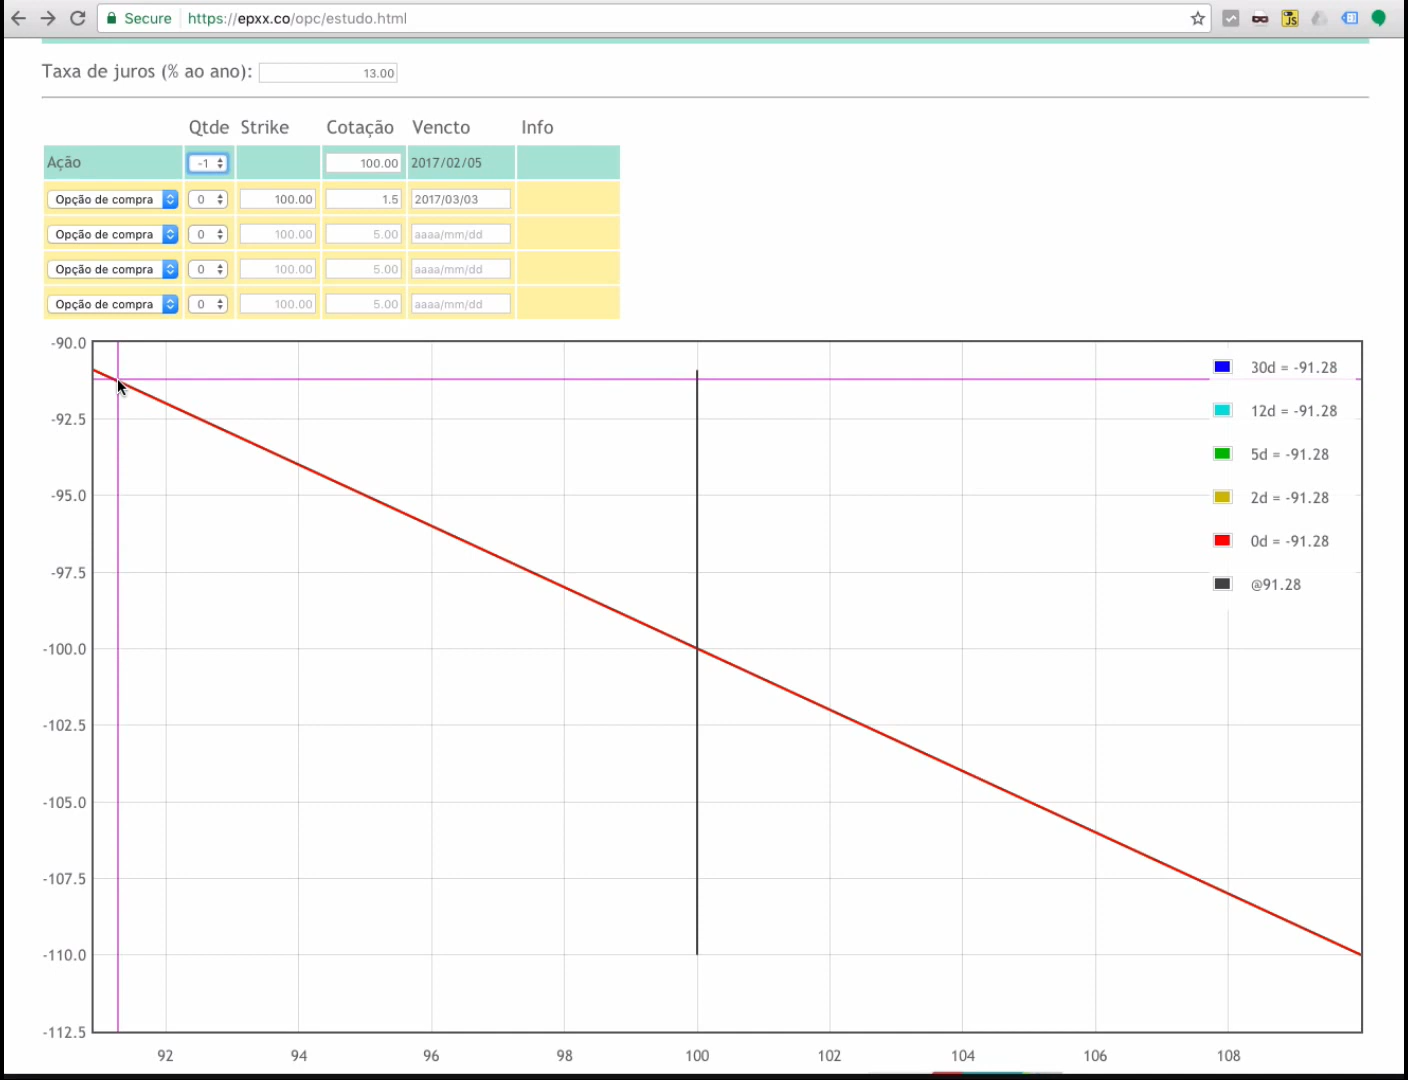 Secure https://epxx.co/opc/estudo.html
Taxa de juros (% ao ano): 13.00
Qtde Strike Cotação Vencto Info
Ação -1 100.00 2017/02/05
Opção de compra 0 100.00 1.5 2017/03/03
Opção de compra 0 100.00 5.00 aaaa/mm/dd
Opção de compra 0 100.00 5.00 aaaa/mm/dd
Opção de compra 0 100.00 5.00 aaaa/mm/dd
-90.0
30d = -91.28
12d = -91.28
-92.5
5d = -91.28
-95.0
2d = -91.28
0d = -91.28
-97.5
@91.28
-100.0
-102.5
-105.0
-107.5
-110.0
-112.5
92 94 96 98 100 102 104 106 108